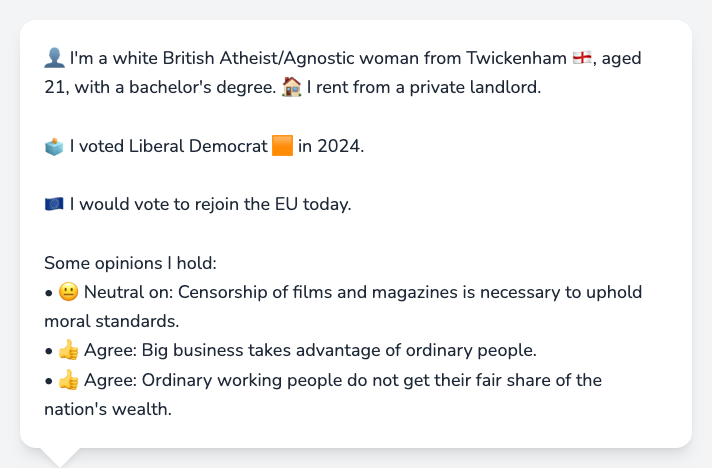 👤 I'm a white British Atheist/Agnostic woman from Twickenham 🏴󠁧󠁢󠁥󠁮󠁧󠁿, aged
21, with a bachelor's degree. 🏠 I rent from a private landlord.
🗳️ I voted Liberal Democrat 🟧 in 2024.
🇪🇺 I would vote to rejoin the EU today.
Some opinions I hold:
• 😐 Neutral on: Censorship of films and magazines is necessary to uphold
moral standards.
• 👍 Agree: Big business takes advantage of ordinary people.
• 👍 Agree: Ordinary working people do not get their fair share of the
nation's wealth.